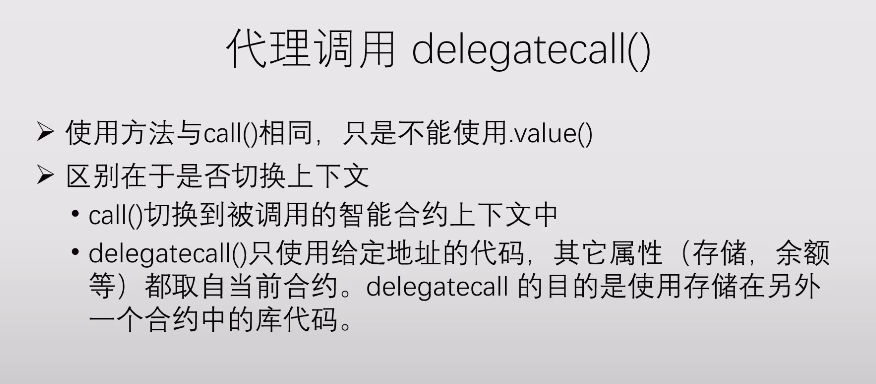 代理调用 delegatecall()
➢ 使用方法与call()相同，只是不能使用.value()
➢ 区别在于是否切换上下文
• call()切换到被调用的智能合约上下文中
• delegatecall()只使用给定地址的代码，其它属性（存储，余额
等）都取自当前合约。delegatecall 的目的是使用存储在另外
一个合约中的库代码。